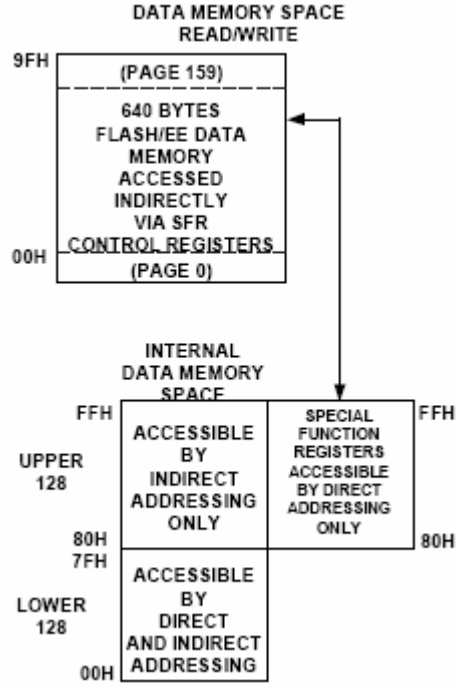 DATA MEMORY SPACE
READ/WRITE
9FH
(PAGE 159)
640 BYTES
FLASH/EE DATA
MEMORY
ACCESSED
INDIRECTLY
VIA SFR
CONTROL REGISTERS
00H
(PAGE 0)
INTERNAL
DATA MEMORY
SPACE
FFH
ACCESSIBLE
BY
INDIRECT
ADDRESSING
ONLY
UPPER
128
80H
SPECIAL
FUNCTION
REGISTERS
ACCESSIBLE
BY DIRECT
ADDRESSING
ONLY
FFH
80H
7FH
ACCESSIBLE
BY
DIRECT
AND INDIRECT
ADDRESSING
LOWER
128
00H